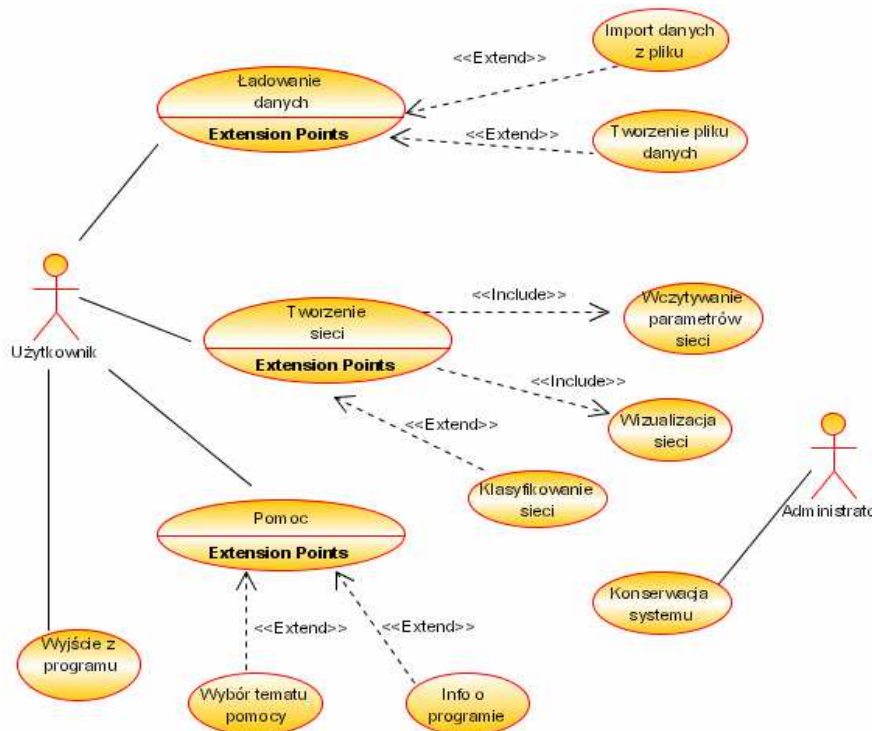 Import danych
z pliku
<<Extend>>
Ładowanie
danych
Extension Points
<<Extend>>
Tworzenie pliku
danych
Użytkownik
Tworzenie
sieci
Extension Points
<<Include>>
Wczytywanie
parametrów
sieci
<<Include>>
Wizualizacja
sieci
<<Extend>>
Klasyfikowanie
sieci
Administrato
Pomoc
Extension Points
Konserwacja
systemu
<<Extend>>
<<Extend>>
Wyjście z
programu
Wybór tematu
pomocy
Info o
programie